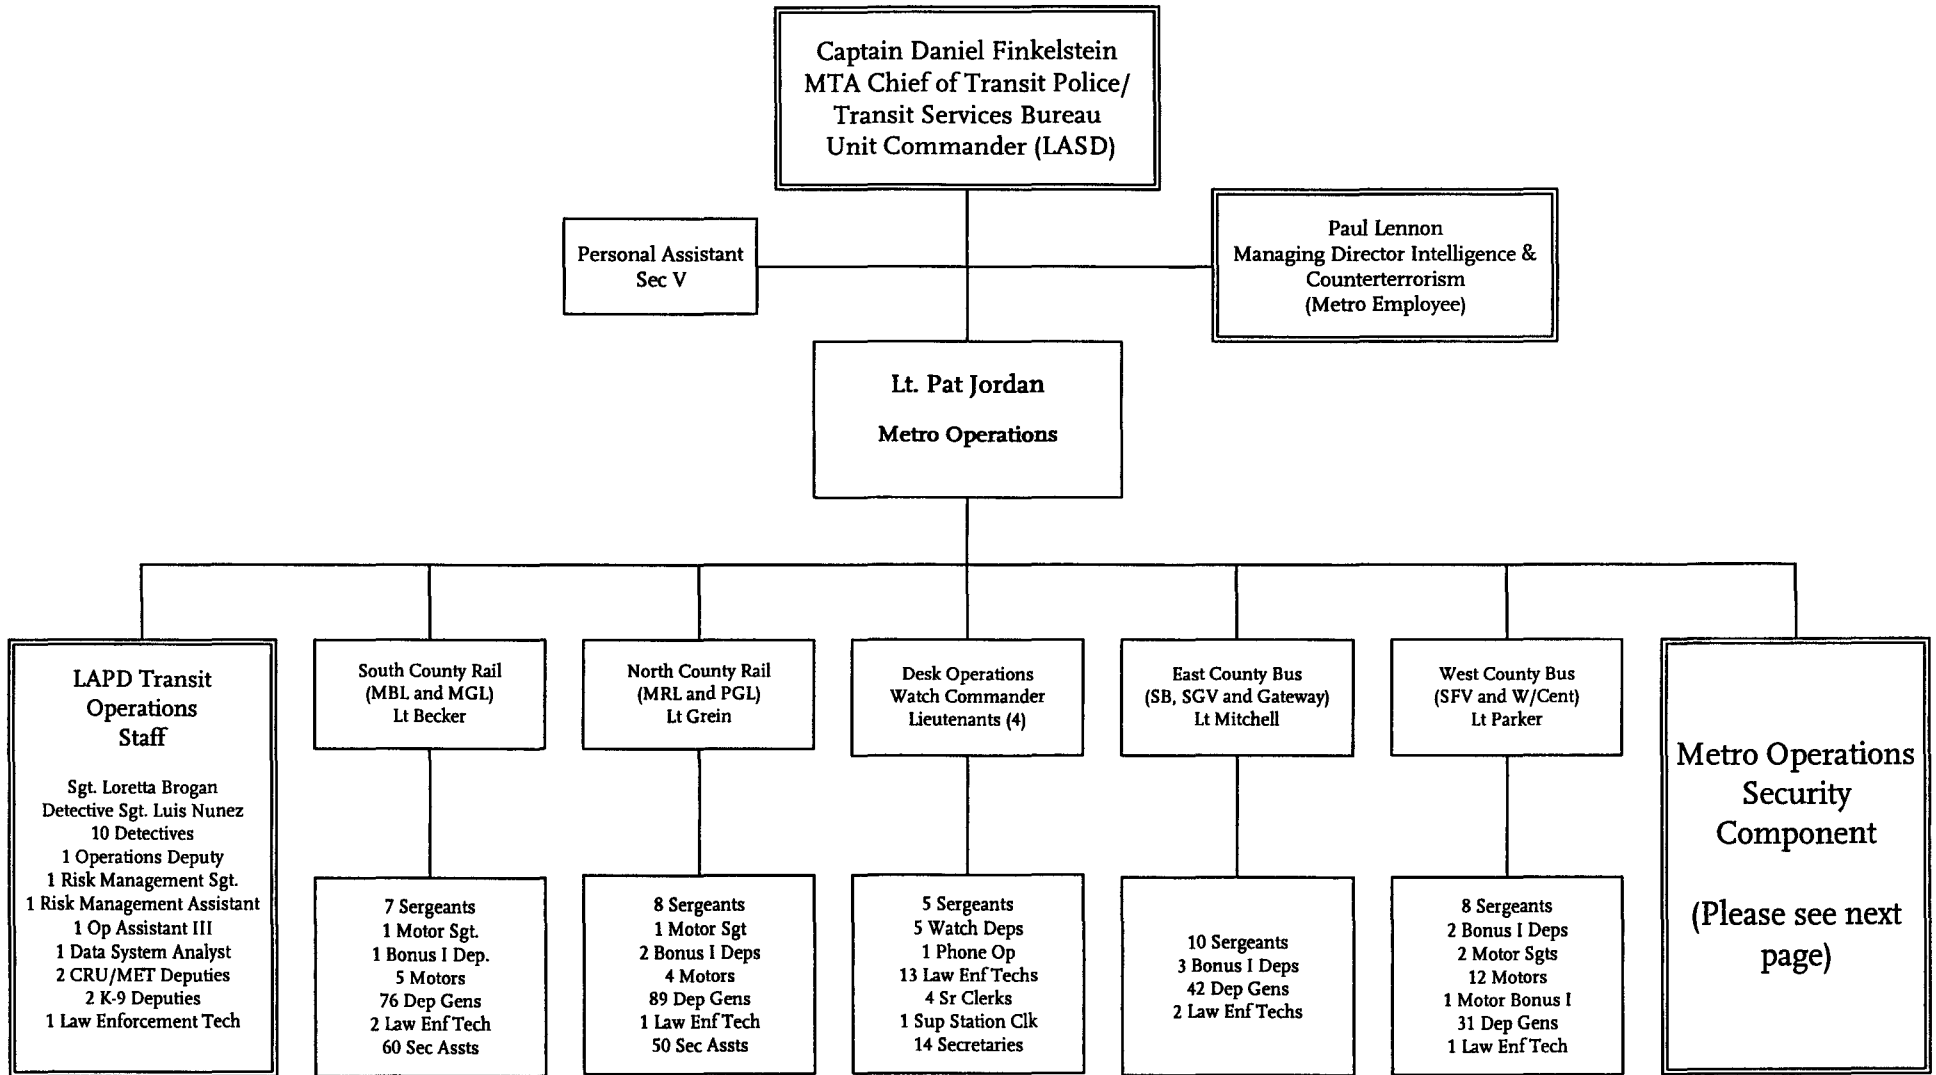 Captain Daniel Finkelstein
MTA Chief of Transit Police/
Transit Services Bureau
Unit Commander (LASD)
Personal Assistant
Sec V
Paul Lennon
Managing Director Intelligence &
Counterterrorism
(Metro Employee)
Lt. Pat Jordan
Metro Operations
LAPD Transit
Operations
Staff
Sgt. Loretta Brogan
Detective Sgt. Luis Nunez
10 Detectives
1 Operations Deputy
1 Risk Management Sgt.
1 Risk Management Assistant
1 Op Assistant III
1 Data System Analyst
2 CRU/MET Deputies
2 K-9 Deputies
1 Law Enforcement Tech
South County Rail
(MBL and MGL)
Lt Becker
7 Sergeants
1 Motor Sgt.
1 Bonus I Dep.
5 Motors
76 Dep Gens
2 Law Enf Tech
60 Sec Assts
North County Rail
(MRL and PGL)
Lt Grein
8 Sergeants
1 Motor Sgt
2 Bonus I Deps
4 Motors
89 Dep Gens
1 Law Enf Tech
50 Sec Assts
Desk Operations
Watch Commander
Lieutenants (4)
5 Sergeants
5 Watch Deps
1 Phone Op
13 Law Enf Techs
4 Sr Clerks
1 Sup Station Clk
14 Secretaries
East County Bus
(SB, SGV and Gateway)
Lt Mitchell
10 Sergeants
3 Bonus I Deps
42 Dep Gens
2 Law Enf Techs
West County Bus
(SFV and W/Cent)
Lt Parker
8 Sergeants
2 Bonus I Deps
2 Motor Sgts
12 Motors
1 Motor Bonus I
31 Dep Gens
1 Law Enf Tech
Metro Operations
Security
Component
(Please see next
page)